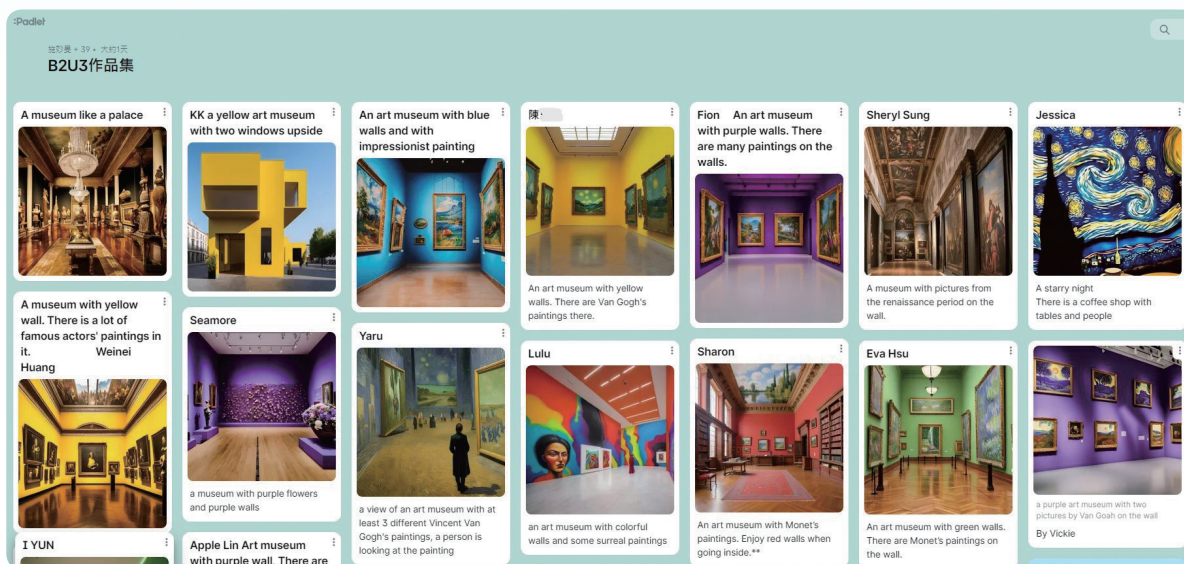 :Padlet
B2U3作品集
A museum like a palace
A museum with yellow
wall. There is a lot of
famous actors' paintings in
it. Weinei
Huang
I YUN
KK a yellow art museum
with two windows upside
Seamore
a museum with purple flowers
and purple walls
Apple Lin Art museum
with purple wall. There are
An art museum with blue
walls and with
impressionist painting
Yaru
a view of an art museum with at
least 3 different Vincent Van
Gogh's paintings, a person is
looking at the painting
陳
An art museum with yellow
walls. There are Van Gogh's
paintings there.
Lulu
an art museum with colorful
walls and some surreal paintings
Fion An art museum
with purple walls. There
are many paintings on the
walls.
Sharon
An art museum with Monet's
paintings. Enjoy red walls when
going inside.**
Sheryl Sung
A museum with pictures from
the renaissance period on the
wall.
Eva Hsu
An art museum with green walls.
There are Monet's paintings on
the wall.
Jessica
A starry night
There is a coffee shop with
tables and people
a purple art museum with two
pictures by Van Goah on the wall
By Vickie